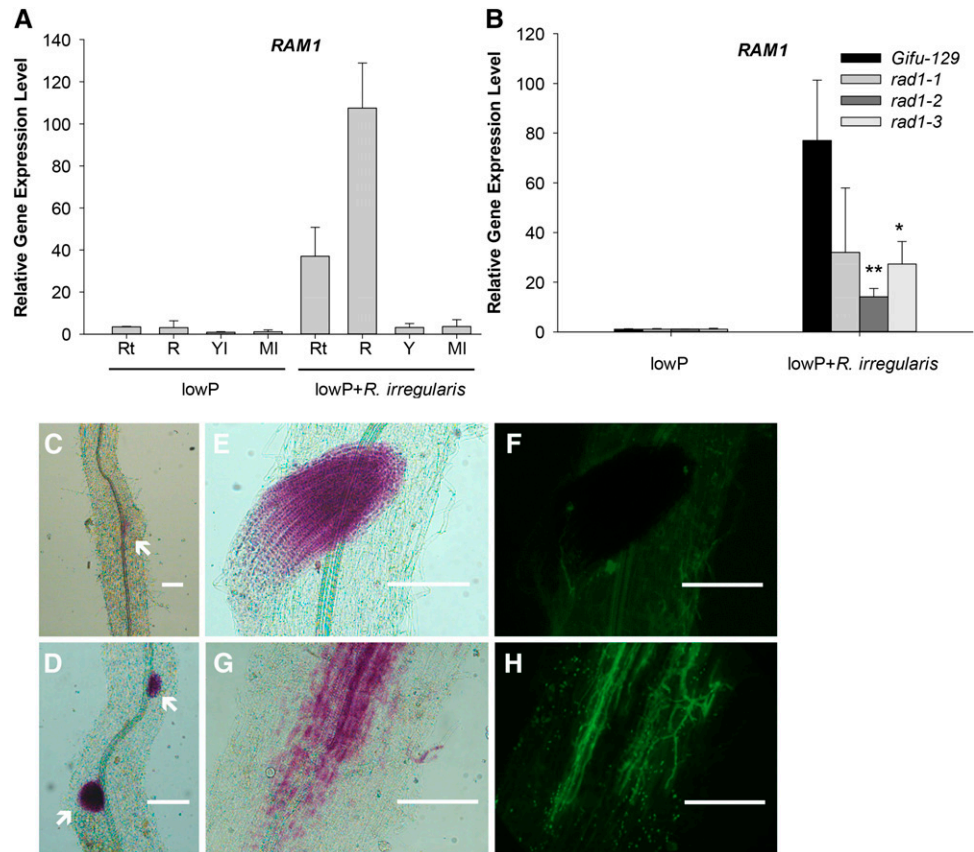 A
RAM1
Relative Gene Expression Level
140
120
100
80
60
40
20
0
Rt R Yl Ml Rt R Y Ml
lowP lowP+R. irregularis
B
RAM1
Relative Gene Expression Level
120
100
80
60
40
20
0
Gifu-129
rad1-1
rad1-2
rad1-3
**
*
lowP lowP+R. irregularis
C
E
F
D
G
H